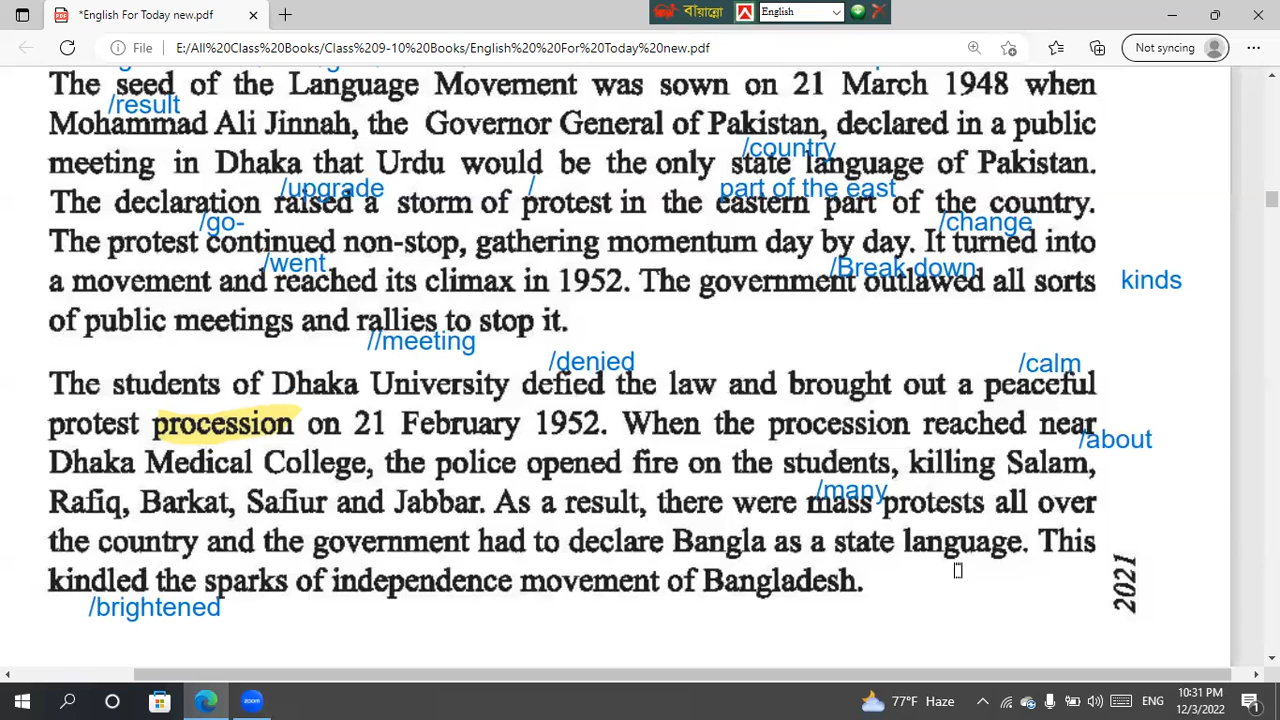 *English For Today new.pdf
বায়ান্নো
English
File
E:/All%20Class%20Books/Class%209-10%20Books/English%20%20For%20Today%20new.pdf
Not syncing
The seed of the Language Movement was sown on 21 March 1948 when
/result
Mohammad Ali Jinnah, the Governor General of Pakistan, declared in a public
/country
meeting in Dhaka that Urdu would be the only state language of Pakistan.
/upgrade / part of the east
The declaration raised a storm of protest in the eastern part of the country.
/go- /change
The protest continued non-stop, gathering momentum day by day. It turned into
/went /Break down
a movement and reached its climax in 1952. The government outlawed all sorts kinds
of public meetings and rallies to stop it.
//meeting
/denied /calm
The students of Dhaka University defied the law and brought out a peaceful
protest procession on 21 February 1952. When the procession reached near
/about
Dhaka Medical College, the police opened fire on the students, killing Salam,
/many
Rafiq, Barkat, Safiur and Jabbar. As a result, there were mass protests all over
the country and the government had to declare Bangla as a state language. This
kindled the sparks of independence movement of Bangladesh.
/brightened
2021
zoom
77°F Haze
ENG
10:31 PM
12/3/2022
1